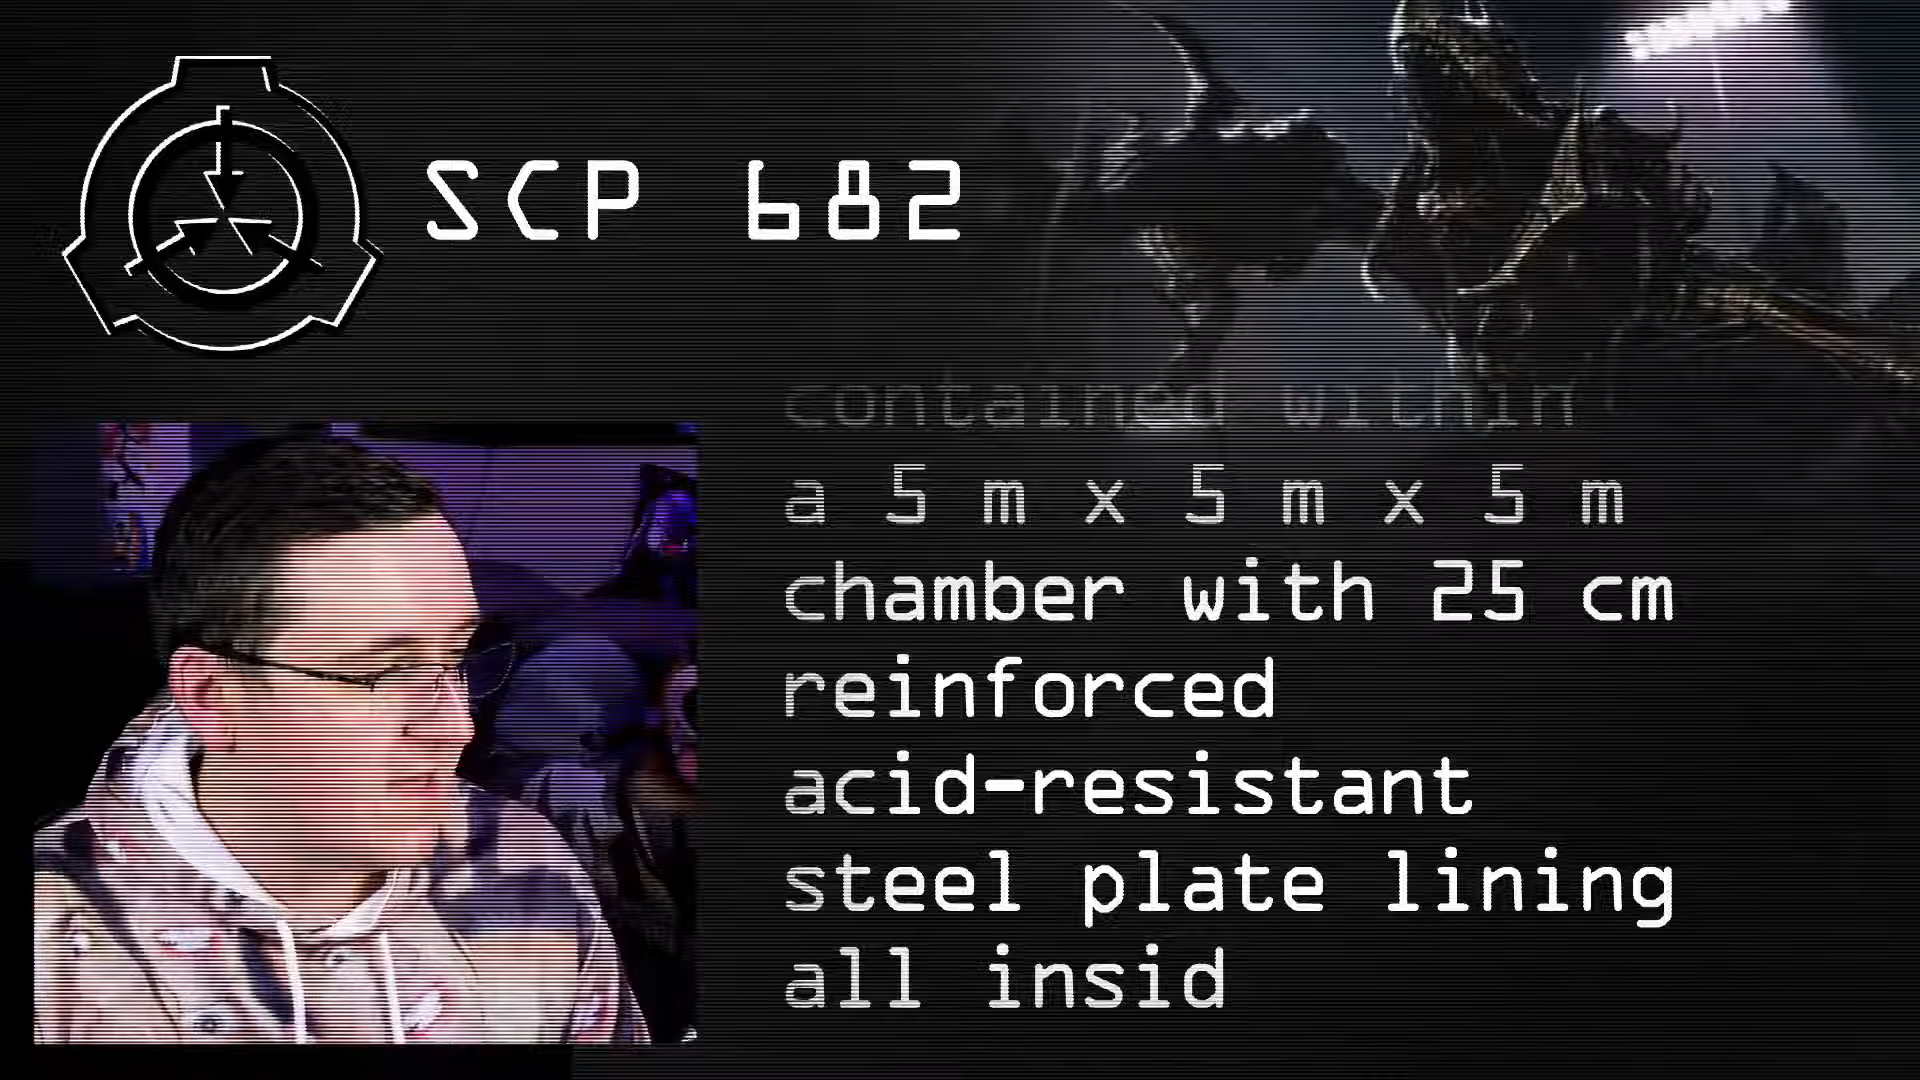 SCP 682
contained within
a 5 m x 5 m x 5 m
chamber with 25 cm
reinforced
acid-resistant
steel plate lining
all insid